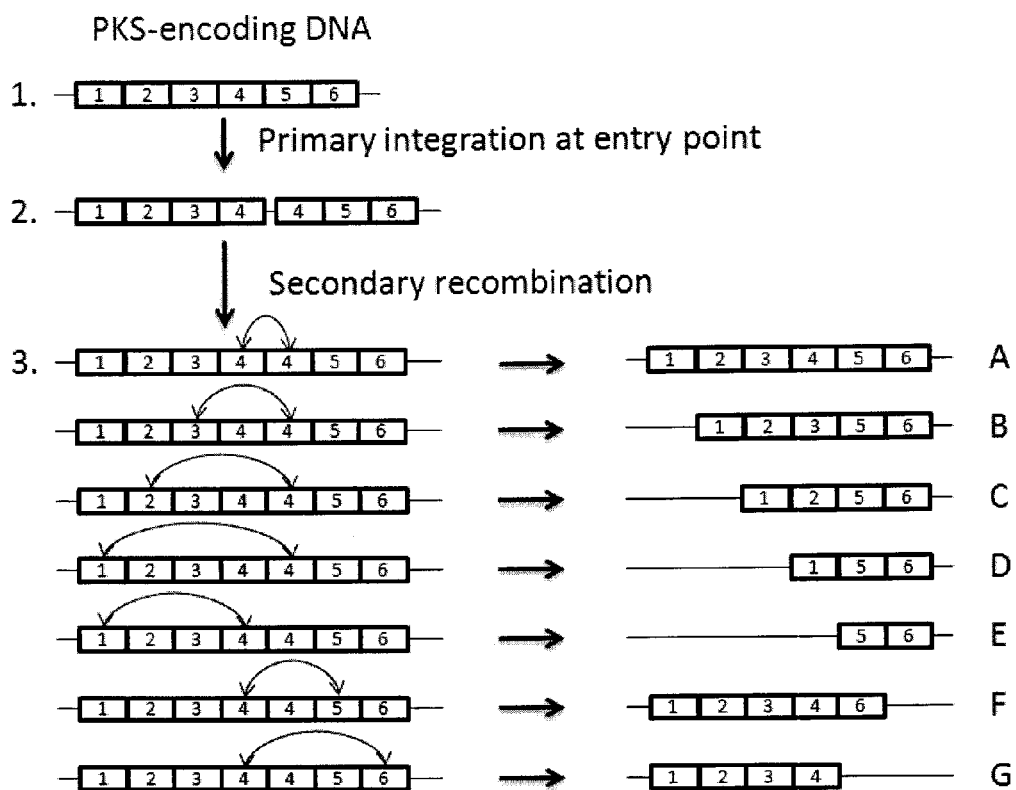 PKS-encoding DNA
1. 1 2 3 4 5 6
Primary integration at entry point
2. 1 2 3 4 4 5 6
Secondary recombination
3. 1 2 3 4 4 5 6 1 2 3 4 5 6 A
1 2 3 4 4 5 6 1 2 3 5 6 B
1 2 3 4 4 5 6 1 2 5 6 C
1 2 3 4 4 5 6 1 5 6 D
1 2 3 4 4 5 6 5 6 E
1 2 3 4 4 5 6 1 2 3 4 6 F
1 2 3 4 4 5 6 1 2 3 4 G